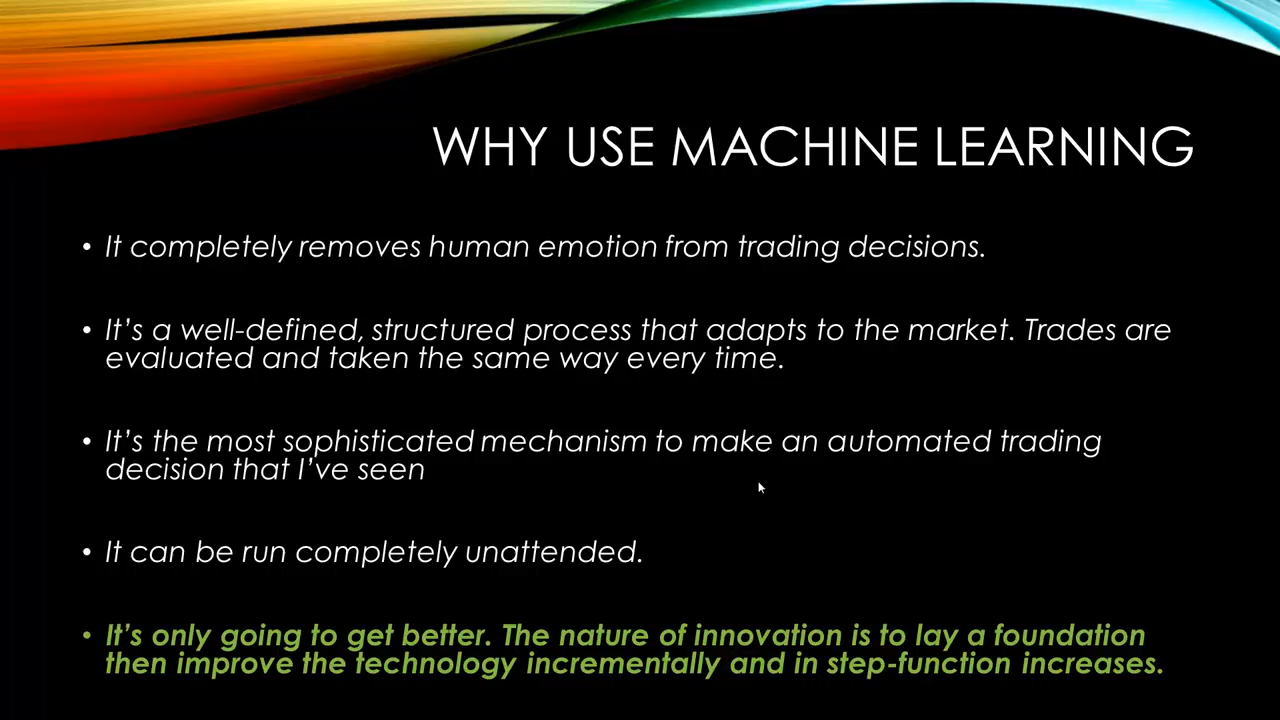 WHY USE MACHINE LEARNING
• It completely removes human emotion from trading decisions.
• It’s a well-defined, structured process that adapts to the market. Trades are
evaluated and taken the same way every time.
• It’s the most sophisticated mechanism to make an automated trading
decision that I’ve seen
• It can be run completely unattended.
• It’s only going to get better. The nature of innovation is to lay a foundation
then improve the technology incrementally and in step-function increases.